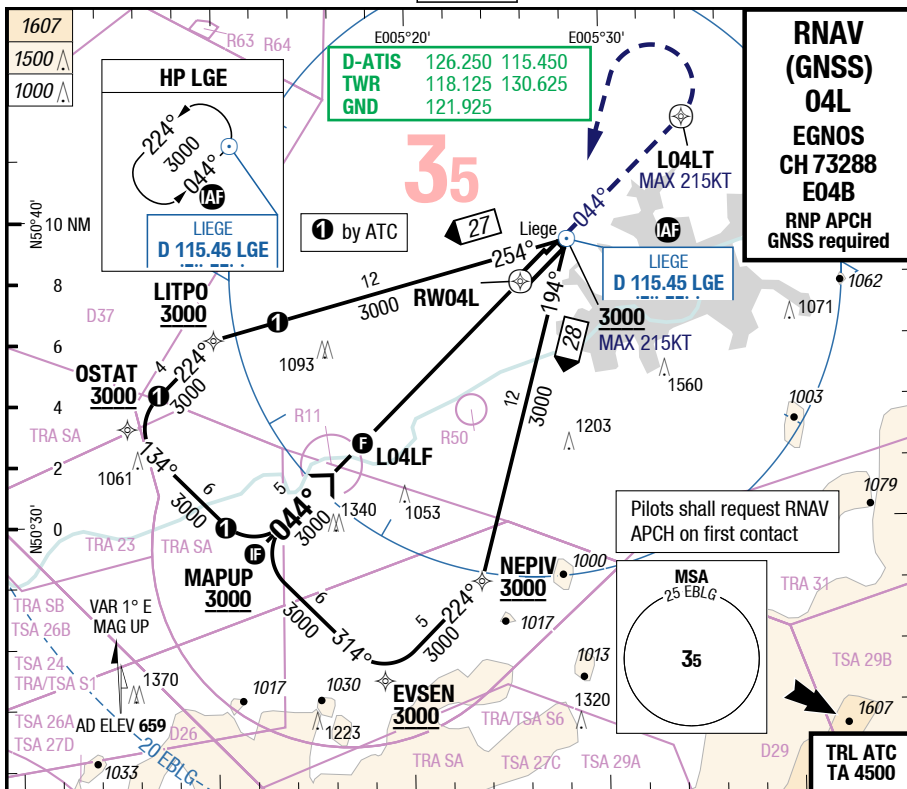 1607
1500
1000
R63
R64
E005°20'
E005°30'
HP LGE
224°
3000
044°
IAF
LIEGE
D 115.45 LGE
D-ATIS 126.250 115.450
TWR 118.125 130.625
GND 121.925
35
RNAV
(GNSS)
04L
EGNOS
CH 73288
E04B
RNP APCH
GNSS required
L04LT
MAX 215KT
044°
N50°40'
10 NM
8
6
4
2
0
N50°30'
1 by ATC
27
Liege
IAF
LIEGE
D 115.45 LGE
254°
12
3000
LITPO
3000
RW04L
194°
3000
MAX 215KT
28
1062
1071
D37
1
224°
4
3000
1093
OSTAT
3000
1
1560
12
3000
1003
R11
R50
F
L04LF
1203
TRA SA
1061
134°
6
3000
1
5
044°
3000
1340
1053
1079
Pilots shall request RNAV
APCH on first contact
TRA 23
TRA SA
IF
MAPUP
3000
NEPIV
3000
1000
MSA
25 EBLG
35
TRA 31
TRA SB
TSA 26B
VAR 1° E
MAG UP
6
3000
314°
5
224°
3000
1017
TSA 24
TRA/TSA S1
1370
1013
TSA 29B
EVSEN
3000
1017
1030
1320
1607
TSA 26A
TSA 27D
AD ELEV 659
D26
1223
TRA/TSA S6
20 EBLG
1033
TRA SA
TSA 27C
TSA 29A
D29
TRL ATC
TA 4500